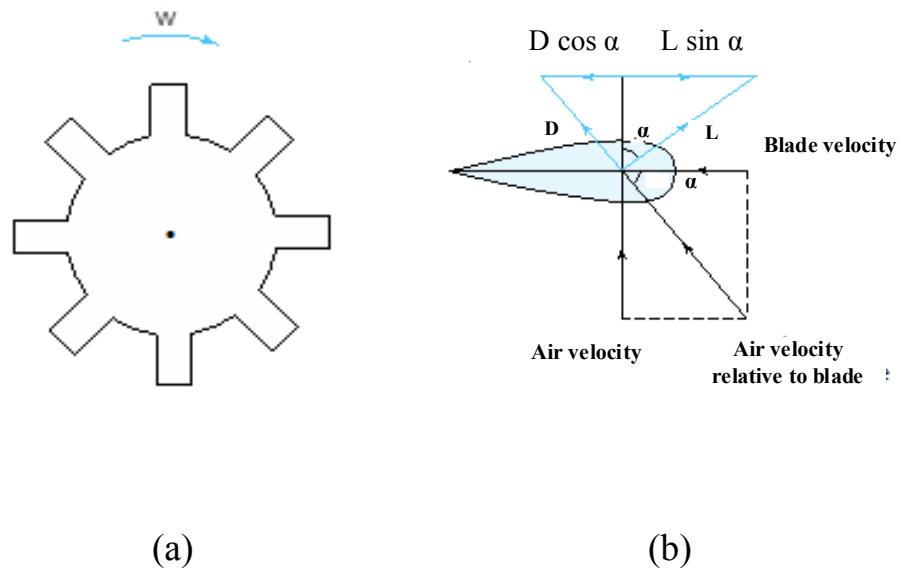 W
D cos α L sin α
D
α
L
Blade velocity
α
Air velocity
Air velocity
relative to blade
(a)
(b)